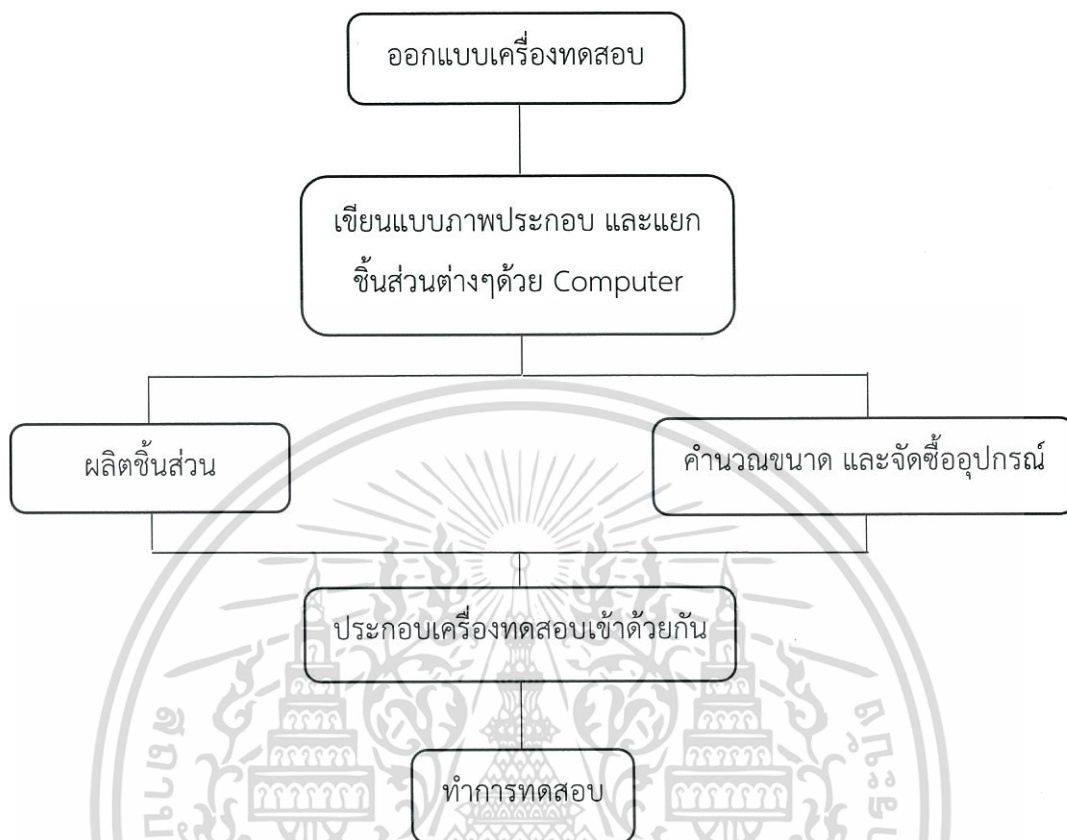 ออกแบบเครื่องทดสอบ
เขียนแบบภาพประกอบ และแยก
ชิ้นส่วนต่างๆด้วย Computer
ผลิตชิ้นส่วน
คำนวณขนาด และจัดซื้ออุปกรณ์
ประกอบเครื่องทดสอบเข้าด้วยกัน
ทำการทดสอบ